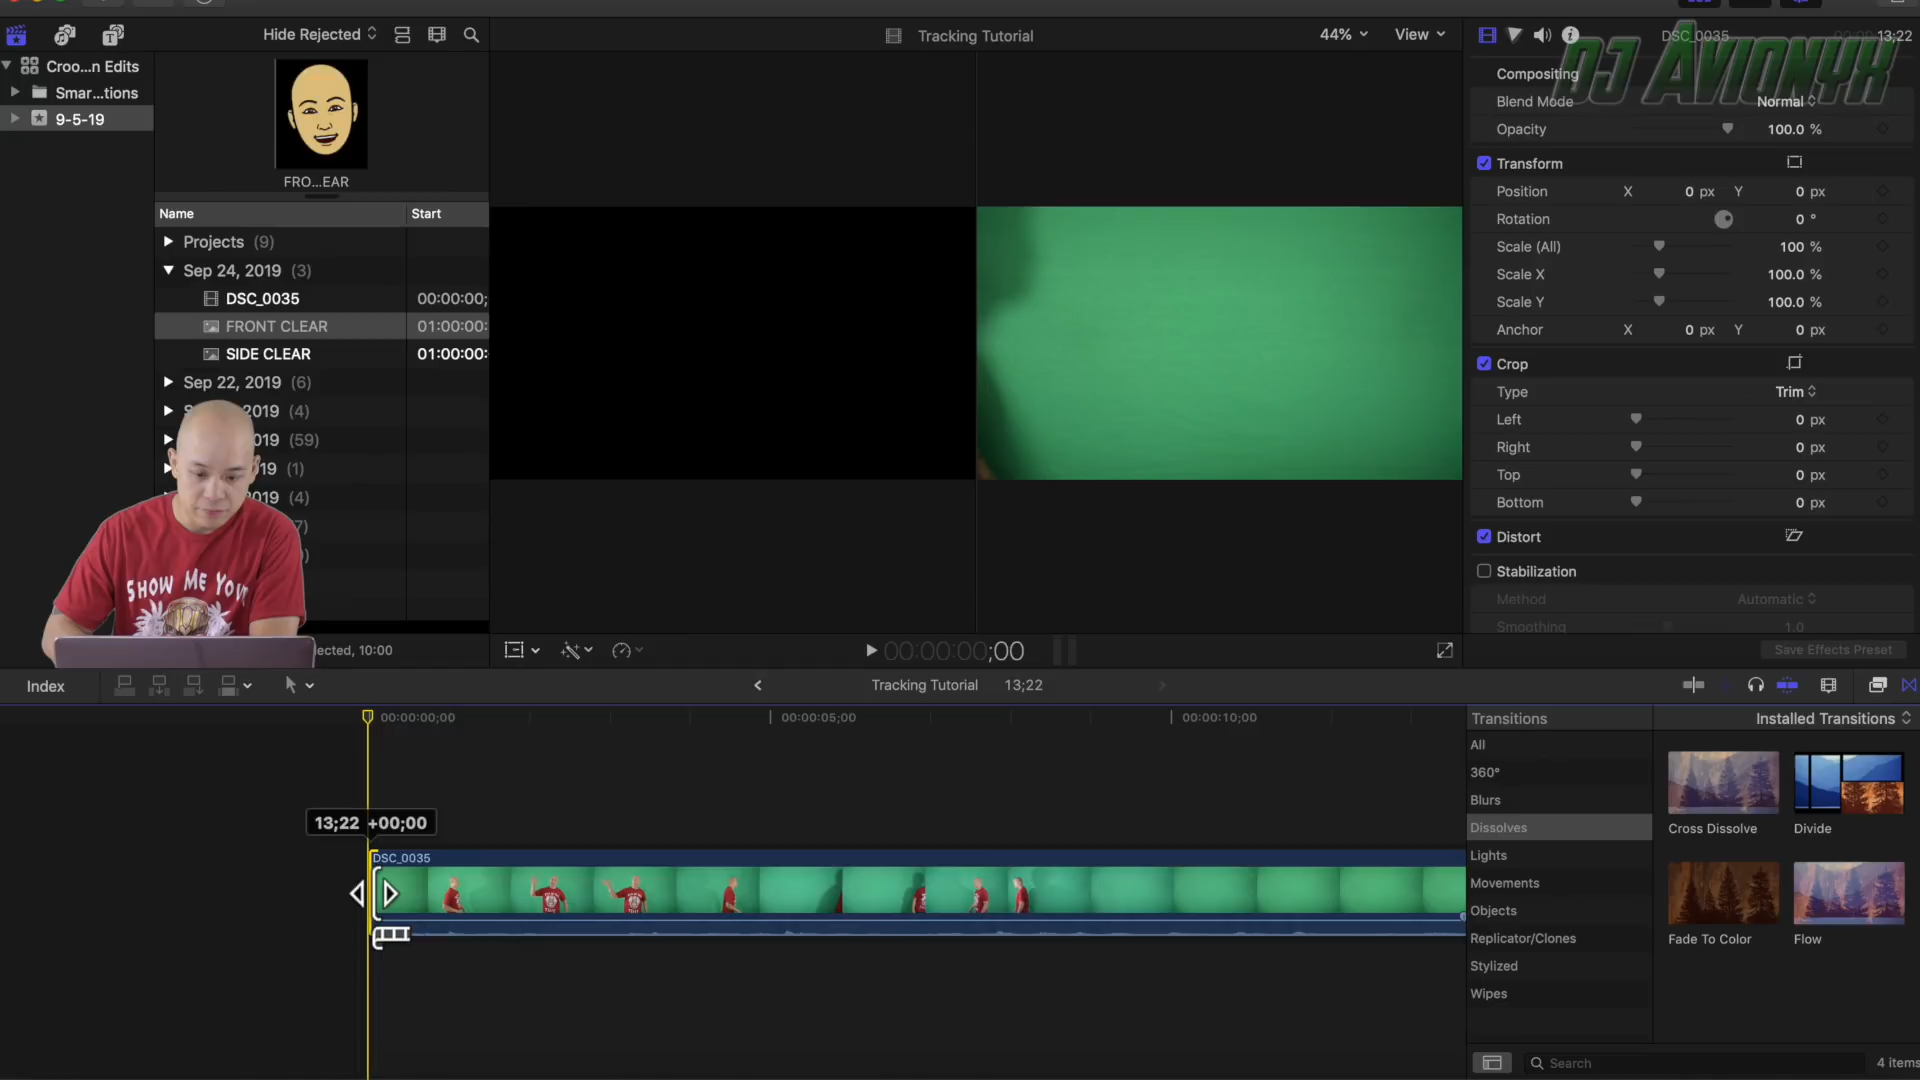 Hide Rejected
Tracking Tutorial
44%
View
DSC_0035
13;22
DJ AVIONYX
Croo...n Edits
Smar...tions
9-5-19
FRO...EAR
Name
Start
Projects (9)
Sep 24, 2019 (3)
DSC_0035
00:00:00;
FRONT CLEAR
01:00:00:
SIDE CLEAR
01:00:00:
Sep 22, 2019 (6)
2019 (4)
019 (59)
19 (1)
019 (4)
SHOW ME YOUR
ected, 10:00
00:00:00;00
Compositing
Blend Mode
Normal
Opacity
100.0 %
Transform
Position
X
0 px
Y
0 px
Rotation
0 °
Scale (All)
100 %
Scale X
100.0 %
Scale Y
100.0 %
Anchor
X
0 px
Y
0 px
Crop
Type
Trim
Left
0 px
Right
0 px
Top
0 px
Bottom
0 px
Distort
Stabilization
Method
Automatic
Smoothing
1.0
Save Effects Preset
Index
Tracking Tutorial
13;22
00:00:00;00
00:00:05;00
00:00:10;00
13;22 +00;00
DSC_0035
Transitions
Installed Transitions
All
360°
Blurs
Dissolves
Lights
Movements
Objects
Replicator/Clones
Stylized
Wipes
Cross Dissolve
Divide
Fade To Color
Flow
Search
4 items